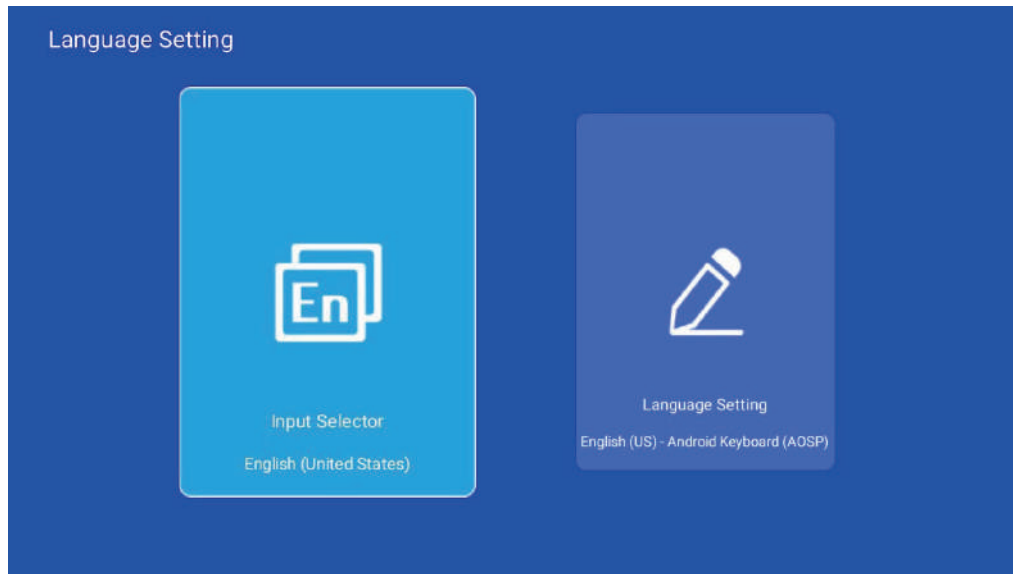 Language Setting
En
Input Selector
English (United States)
Language Setting
English (US) - Android Keyboard (AOSP)